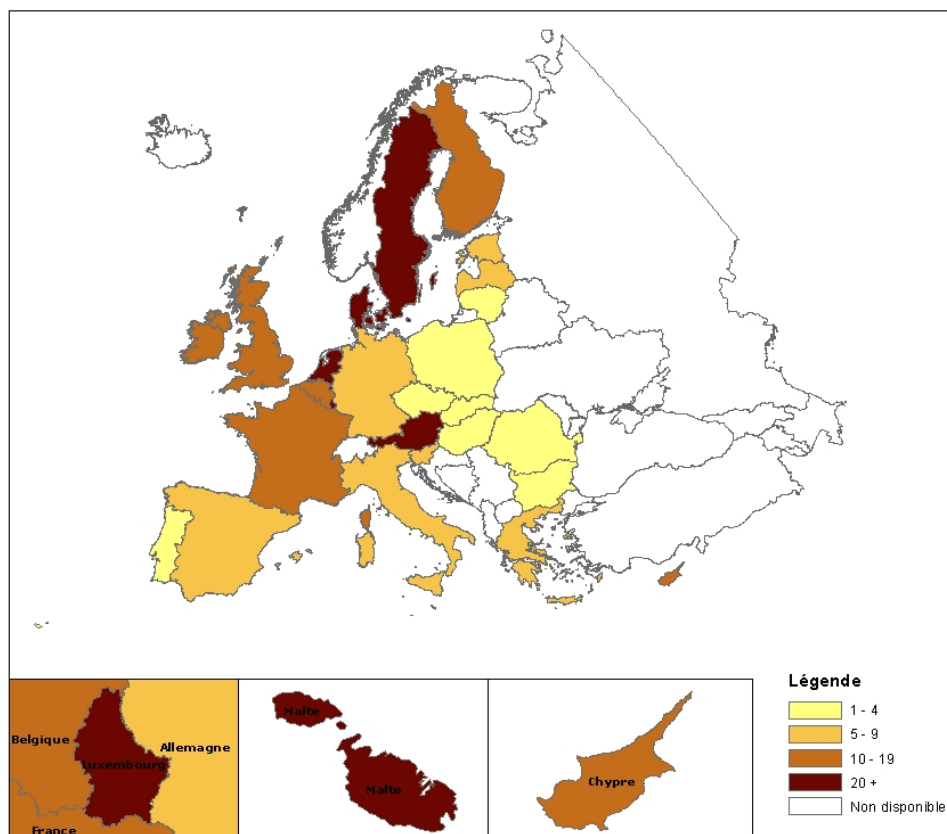 Belgique
Allemagne
Luxembourg
France
Malte
Malte
Chypre
Légende
1 - 4
5 - 9
10 - 19
20 +
Non disponible